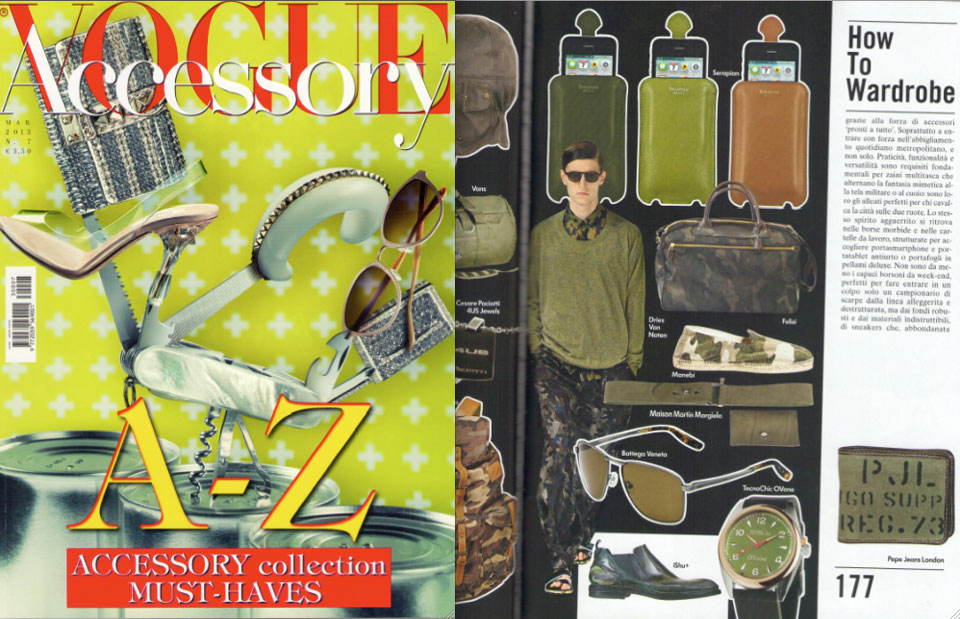 VOGUE
Accessory
MAR
2013
N. 7
€ 3,50
A-Z
ACCESSORY collection
MUST-HAVES
Vans
Cesare Paciotti
4US Jewels
Serapian
Dries
Van
Noten
Felisi
Manebi
Maison Martin Margiela
Bottega Veneta
TecnoChic OVone
iShu+
How
To
Wardrobe
grazie alla forza di accessori
'pronti a tutto'. Soprattutto a en-
trare con forza nell'abbigliamen-
to quotidiano metropolitano, e
non solo. Praticità, funzionalità e
versatilità sono requisiti fonda-
mentali per zaini multitasca che
alternano la fantasia mimetica al-
la tela militare o al cuoio: sono lo-
ro gli alleati perfetti per chi caval-
ca la città sulle due ruote. Lo stes-
so spirito agguerrito si ritrova
nelle borse morbide e nelle car-
telle da lavoro, strutturate per ac-
cogliere portasmartphone e por-
tatablet antiurto o portafogli in
pellami deluxe. Non sono da me-
no i capaci borsoni da week-end,
perfetti per fare entrare in un
colpo solo un campionario di
scarpe dalla linea alleggerita e
destrutturata, ma dai fondi robu-
sti e dai materiali indistruttibili,
di sneakers che, abbondanata
PJL
GO SUPP
REG.73
Pepe Jeans London
177